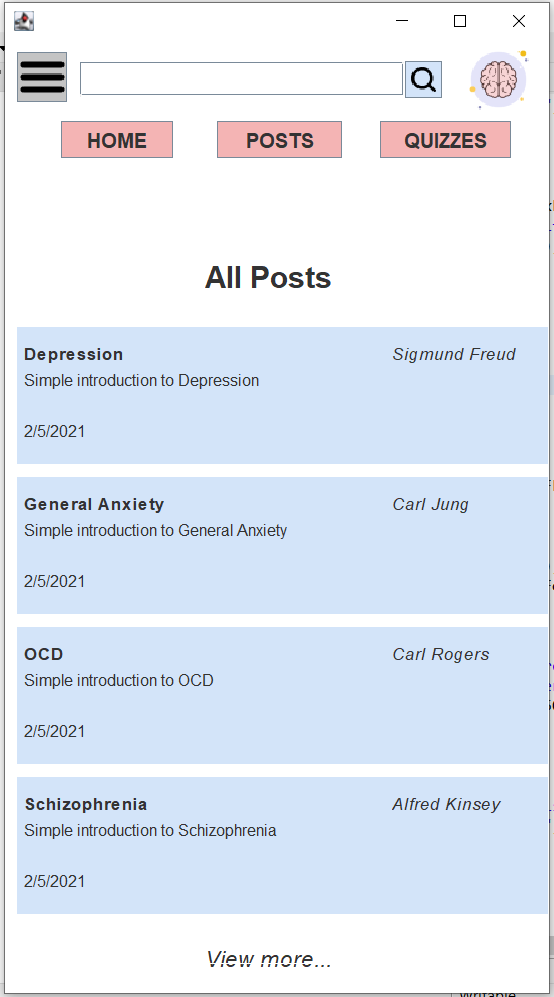 HOME POSTS QUIZZES
All Posts
Depression Sigmund Freud
Simple introduction to Depression
2/5/2021
General Anxiety Carl Jung
Simple introduction to General Anxiety
2/5/2021
OCD Carl Rogers
Simple introduction to OCD
2/5/2021
Schizophrenia Alfred Kinsey
Simple introduction to Schizophrenia
2/5/2021
View more...
Writable